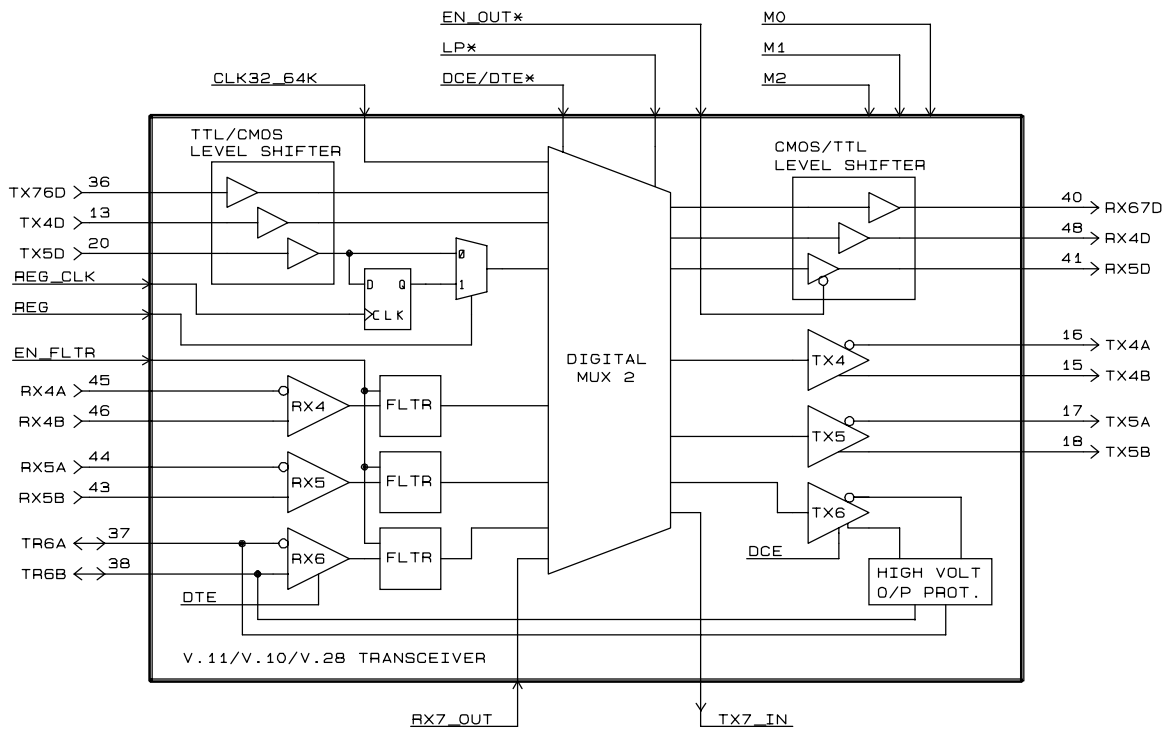 EN_OUT*
M0
LP*
M1
CLK32_64K
DCE/DTE*
M2
TTL/CMOS
LEVEL SHIFTER
CMOS/TTL
LEVEL SHIFTER
TX76D 36
TX4D 13
TX5D 20
REG_CLK
REG
EN_FLTR
0
1
D Q
CLK
40 RX67D
48 RX4D
41 RX5D
DIGITAL
MUX 2
RX4A 45
RX4B 46
RX4
FLTR
RX5A 44
RX5B 43
RX5
FLTR
TR6A 37
TR6B 38
RX6
FLTR
DTE
TX4
16 TX4A
15 TX4B
TX5
17 TX5A
18 TX5B
TX6
DCE
HIGH VOLT
O/P PROT.
V.11/V.10/V.28 TRANSCEIVER
RX7_OUT
TX7_IN